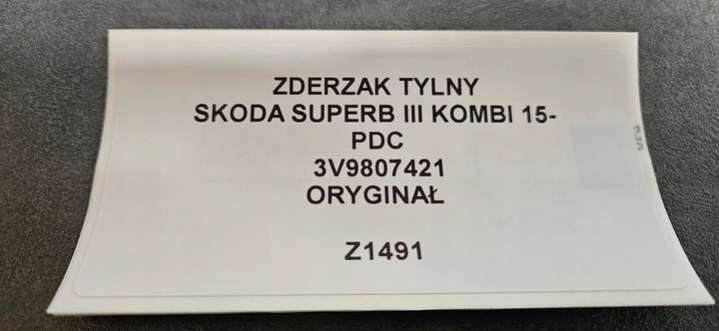 ZDERZAK TYLNY
SKODA SUPERB III KOMBI 15-
PDC
3V9807421
ORYGINAŁ
Z1491